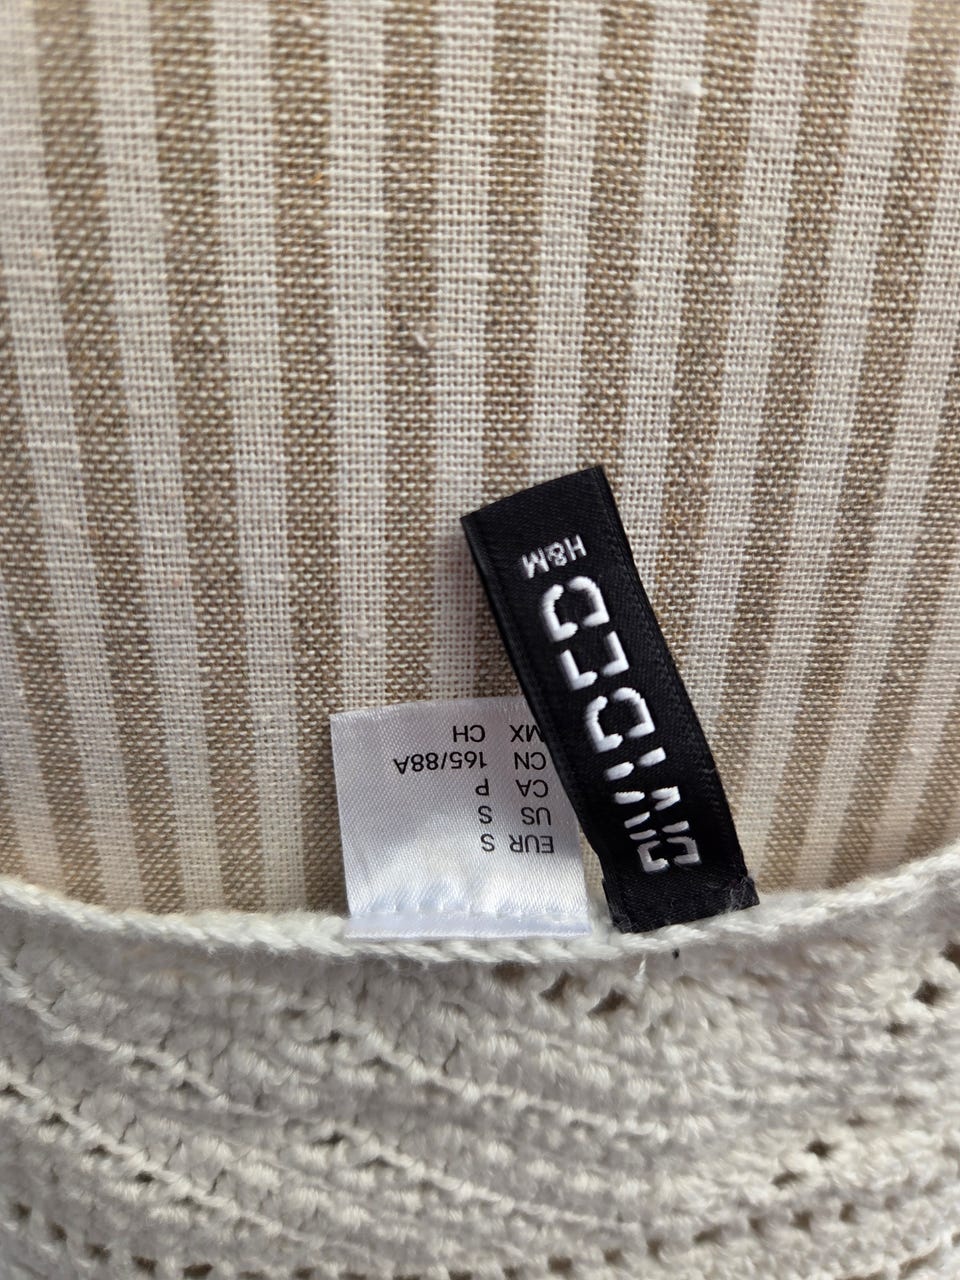 EUR S
US S
CA P
CN 165/88A
MX CH
DIVIDED
H&M